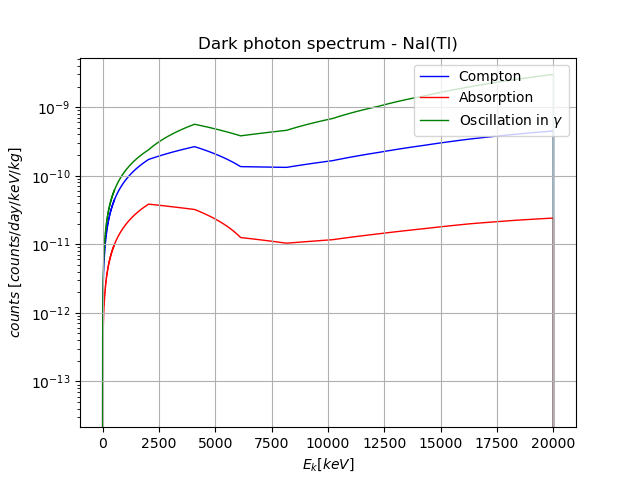 Dark photon spectrum - NaI(Tl)
Compton
Absorption
Oscillation in γ
counts [counts/day/keV/kg]
10⁻⁹
10⁻¹⁰
10⁻¹¹
10⁻¹²
10⁻¹³
0 2500 5000 7500 10000 12500 15000 17500 20000
Eₖ[keV]